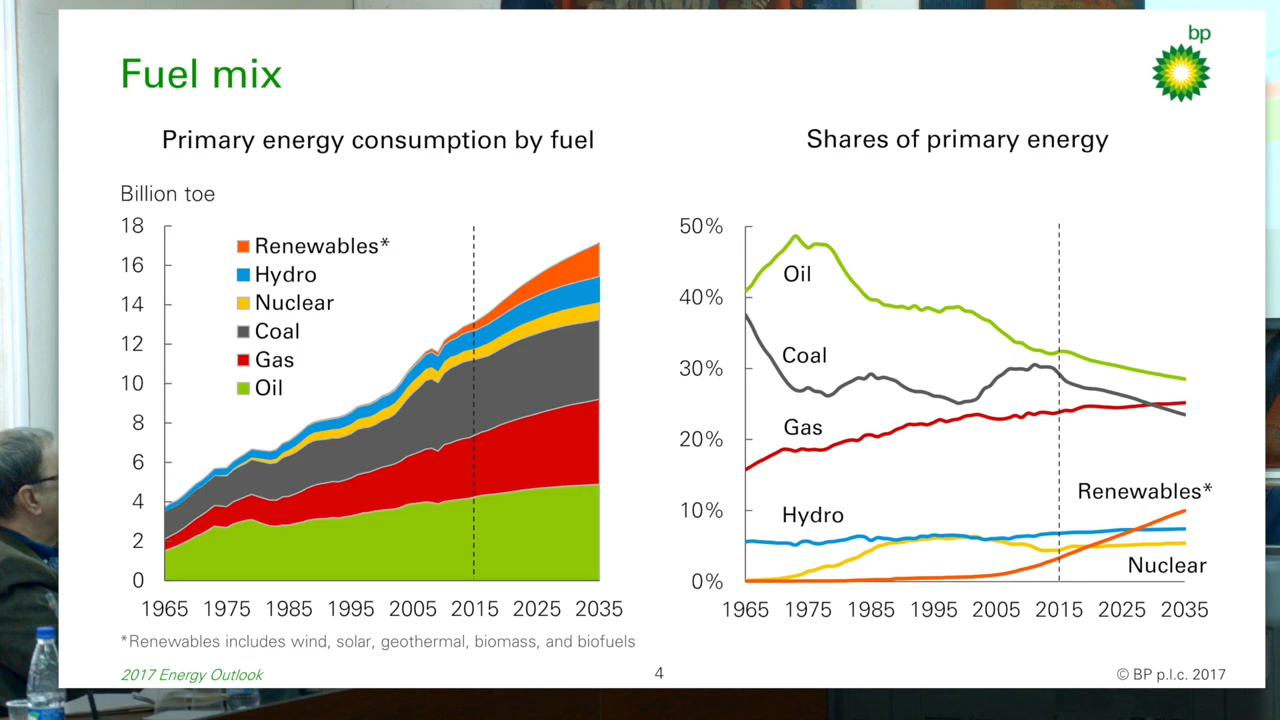 bp
Fuel mix
Primary energy consumption by fuel
Billion toe
18
16
14
12
10
8
6
4
2
0
Renewables*
Hydro
Nuclear
Coal
Gas
Oil
1965 1975 1985 1995 2005 2015 2025 2035
*Renewables includes wind, solar, geothermal, biomass, and biofuels
Shares of primary energy
50%
40%
30%
20%
10%
0%
Oil
Coal
Gas
Hydro
Renewables*
Nuclear
1965 1975 1985 1995 2005 2015 2025 2035
2017 Energy Outlook
4
© BP p.l.c. 2017